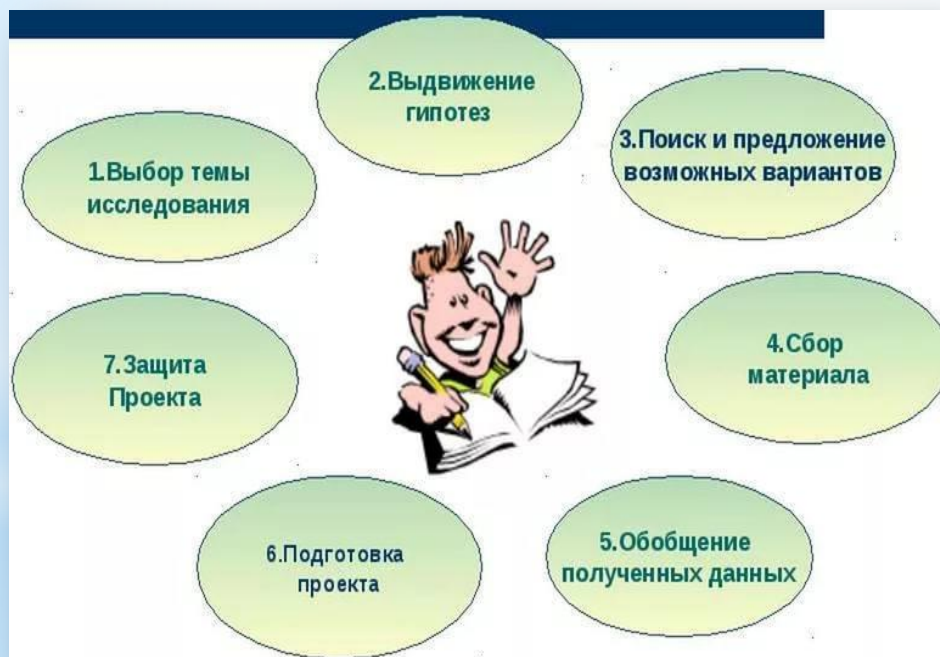 1.Выбор темы
исследования
2.Выдвижение
гипотез
3.Поиск и предложение
возможных вариантов
4.Сбор
материала
5.Обобщение
полученных данных
6.Подготовка
проекта
7.Защита
Проекта